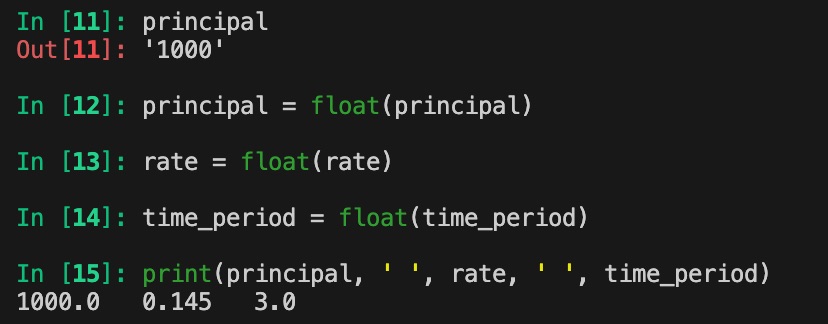 In [11]: principal
Out[11]: '1000'
In [12]: principal = float(principal)
In [13]: rate = float(rate)
In [14]: time_period = float(time_period)
In [15]: print(principal, ' ', rate, ' ', time_period)
1000.0   0.145   3.0